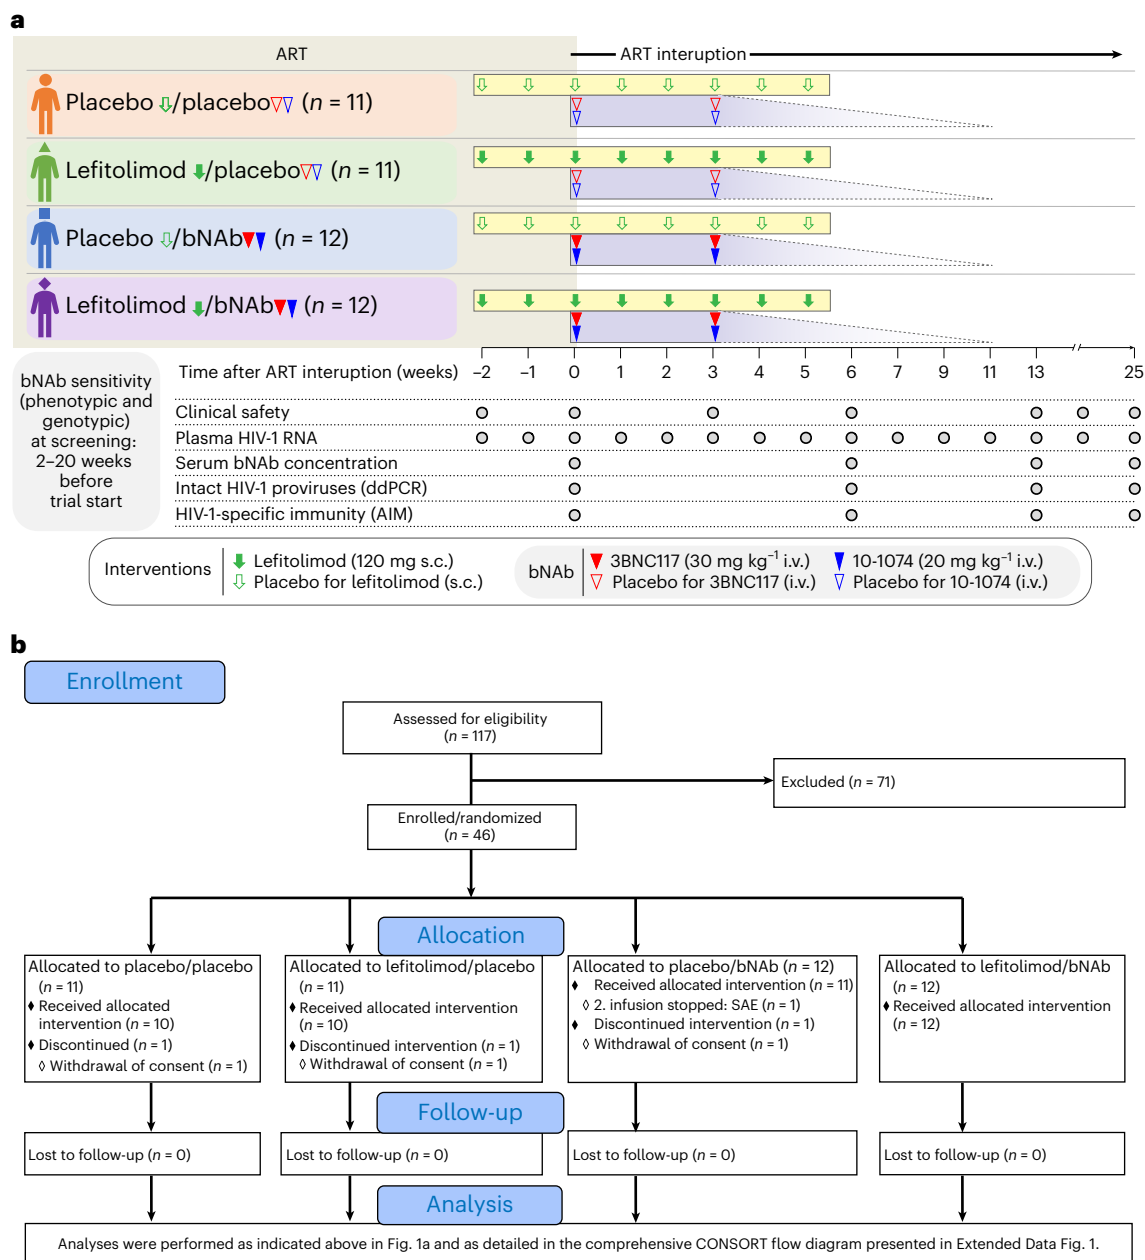 a
ART
ART interuption
Placebo /placebo (n = 11)
Lefitolimod /placebo (n = 11)
Placebo /bNAb (n = 12)
Lefitolimod /bNAb (n = 12)
bNAb sensitivity
(phenotypic and
genotypic)
at screening:
2–20 weeks
before
trial start
Time after ART interuption (weeks) –2 –1 0 1 2 3 4 5 6 7 9 11 13 25
Clinical safety
Plasma HIV-1 RNA
Serum bNAb concentration
Intact HIV-1 proviruses (ddPCR)
HIV-1-specific immunity (AIM)
Interventions
Lefitolimod (120 mg s.c.)
Placebo for lefitolimod (s.c.)
bNAb
3BNC117 (30 mg kg⁻¹ i.v.)
Placebo for 3BNC117 (i.v.)
10-1074 (20 mg kg⁻¹ i.v.)
Placebo for 10-1074 (i.v.)
b
Enrollment
Assessed for eligibility
(n = 117)
Excluded (n = 71)
Enrolled/randomized
(n = 46)
Allocation
Allocated to placebo/placebo
(n = 11)
♦ Received allocated
intervention (n = 10)
♦ Discontinued (n = 1)
◊ Withdrawal of consent (n = 1)
Allocated to lefitolimod/placebo
(n = 11)
♦ Received allocated intervention
(n = 10)
♦ Discontinued intervention (n = 1)
◊ Withdrawal of consent (n = 1)
Allocated to placebo/bNAb (n = 12)
♦ Received allocated intervention (n = 11)
◊ 2. infusion stopped: SAE (n = 1)
♦ Discontinued intervention (n = 1)
◊ Withdrawal of consent (n = 1)
Allocated to lefitolimod/bNAb
(n = 12)
♦ Received allocated intervention
(n = 12)
Follow-up
Lost to follow-up (n = 0)
Lost to follow-up (n = 0)
Lost to follow-up (n = 0)
Lost to follow-up (n = 0)
Analysis
Analyses were performed as indicated above in Fig. 1a and as detailed in the comprehensive CONSORT flow diagram presented in Extended Data Fig. 1.